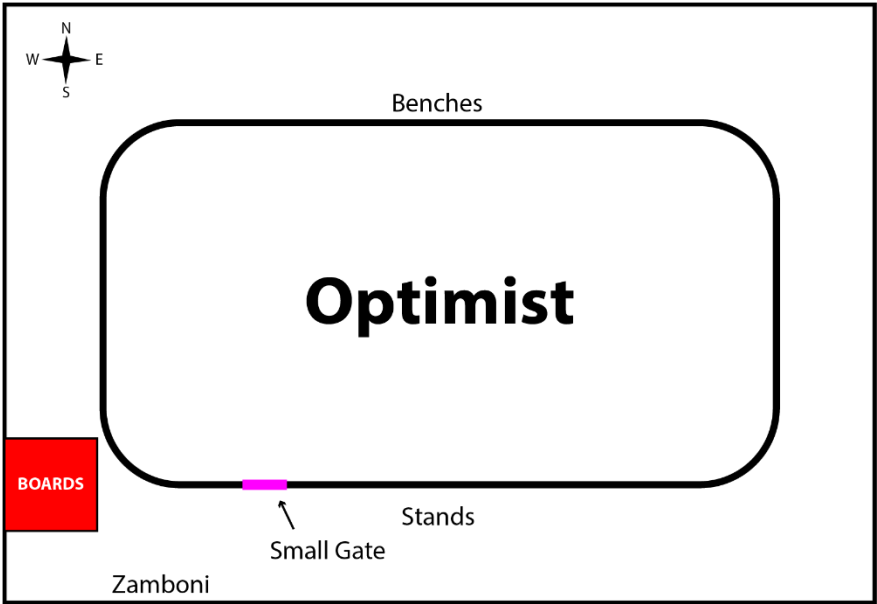 N
W E
S
Benches
Optimist
BOARDS
Stands
Small Gate
Zamboni